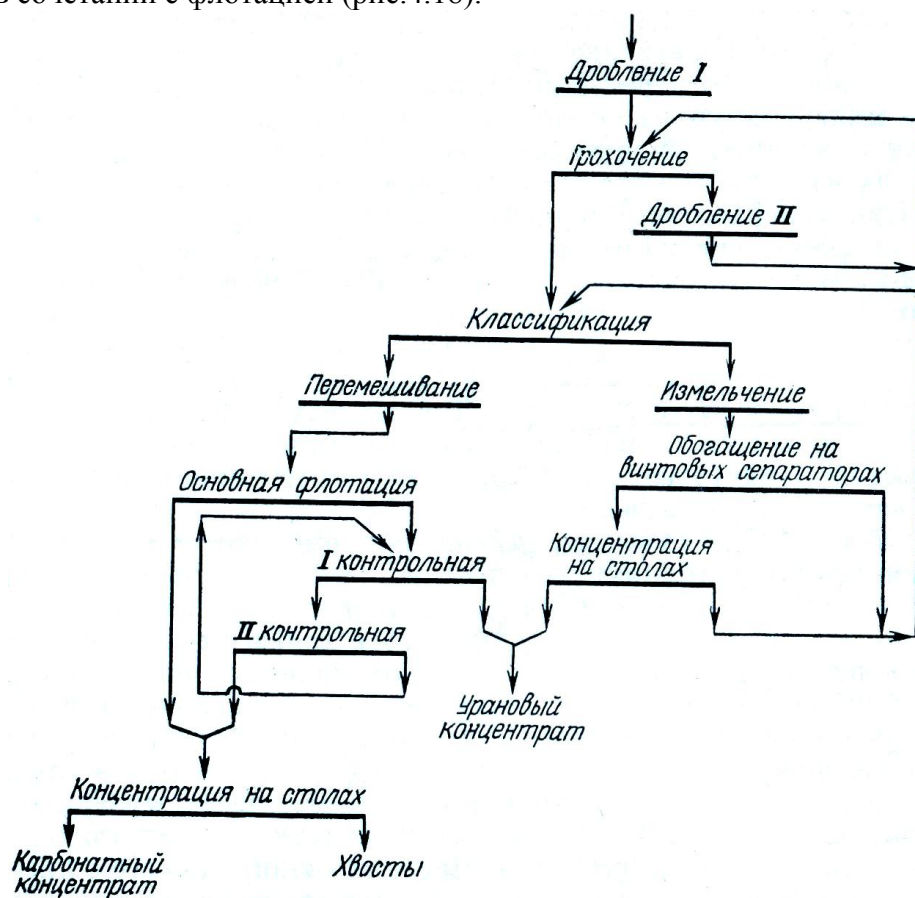 в сочетании с флотацией (рис.4.18).
Дробление I
Грохочение
Дробление II
Классификация
Перемешивание
Измельчение
Обогащение на
винтовых сепараторах
Основная флотация
Концентрация
на столах
I контрольная
II контрольная
Урановый
концентрат
Концентрация на столах
Карбонатный
концентрат
Хвосты